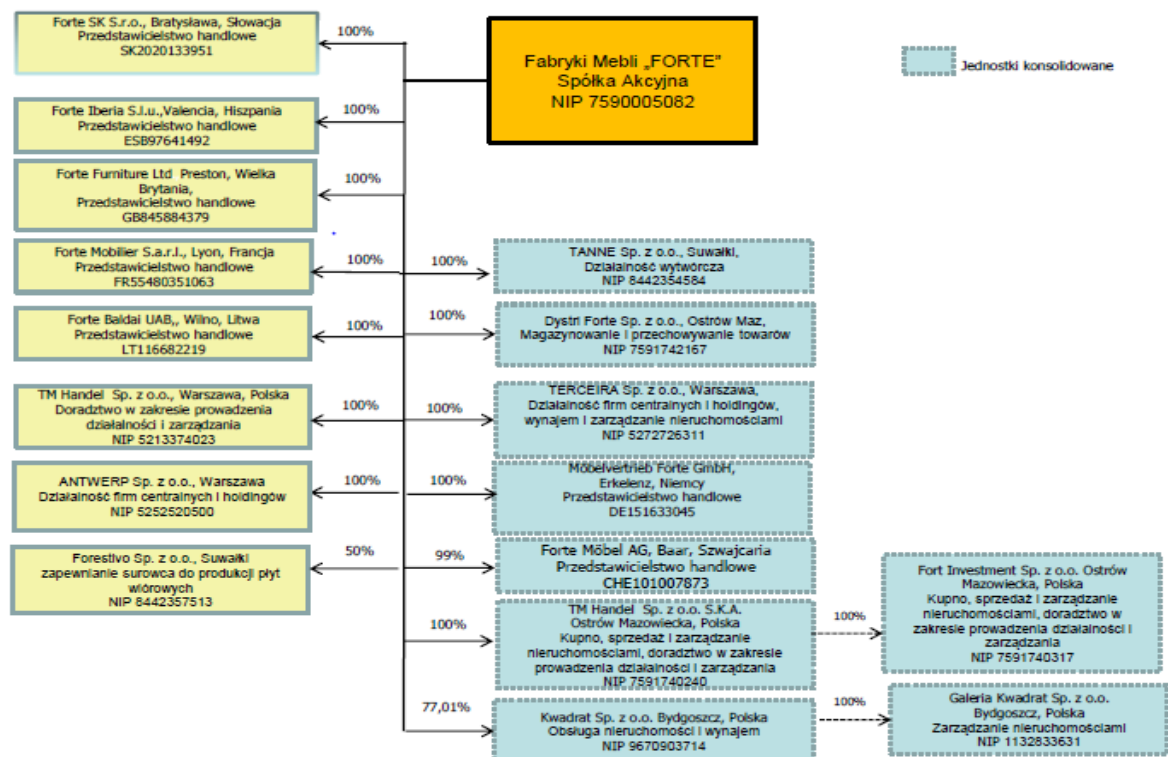 Fabryki Mebli „FORTE”
Spółka Akcyjna
NIP 7590005082
Jednostki konsolidowane
Forte SK S.r.o., Bratysława, Słowacja
Przedstawicielstwo handlowe
SK2020133951
100%
Forte Iberia S.l.u.,Valencia, Hiszpania
Przedstawicielstwo handlowe
ESB97641492
100%
Forte Furniture Ltd Preston, Wielka
Brytania,
Przedstawicielstwo handlowe
GB845884379
100%
Forte Mobilier S.a.r.l., Lyon, Francja
Przedstawicielstwo handlowe
FR55480351063
100%
Forte Baldai UAB,, Wilno, Litwa
Przedstawicielstwo handlowe
LT116682219
100%
TM Handel Sp. z o.o., Warszawa, Polska
Doradztwo w zakresie prowadzenia
działalności i zarządzania
NIP 5213374023
100%
ANTWERP Sp. z o.o., Warszawa
Działalność firm centralnych i holdingów
NIP 5252520500
100%
Forestivo Sp. z o.o., Suwałki
zapewnianie surowca do produkcji płyt
wiórowych
NIP 8442357513
50%
100%
TANNE Sp. z o.o., Suwałki,
Działalność wytwórcza
NIP 8442354584
100%
Dystri Forte Sp. z o.o., Ostrów Maz,
Magazynowanie i przechowywanie towarów
NIP 7591742167
100%
TERCEIRA Sp. z o.o., Warszawa,
Działalność firm centralnych i holdingów,
wynajem i zarządzanie nieruchomościami
NIP 5272726311
100%
Möbelvertrieb Forte GmbH,
Erkelenz, Niemcy
Przedstawicielstwo handlowe
DE151633045
99%
Forte Möbel AG, Baar, Szwajcaria
Przedstawicielstwo handlowe
CHE101007873
100%
TM Handel Sp. z o.o. S.K.A.
Ostrów Mazowiecka, Polska
Kupno, sprzedaż i zarządzanie
nieruchomościami, doradztwo w zakresie
prowadzenia działalności i zarządzania
NIP 7591740240
100%
Fort Investment Sp. z o.o. Ostrów
Mazowiecka, Polska
Kupno, sprzedaż i zarządzanie
nieruchomościami, doradztwo w
zakresie prowadzenia działalności i
zarządzania
NIP 7591740317
77,01%
Kwadrat Sp. z o.o. Bydgoszcz, Polska
Obsługa nieruchomości i wynajem
NIP 9670903714
100%
Galeria Kwadrat Sp. z o.o.
Bydgoszcz, Polska
Zarządzanie nieruchomościami
NIP 1132833631